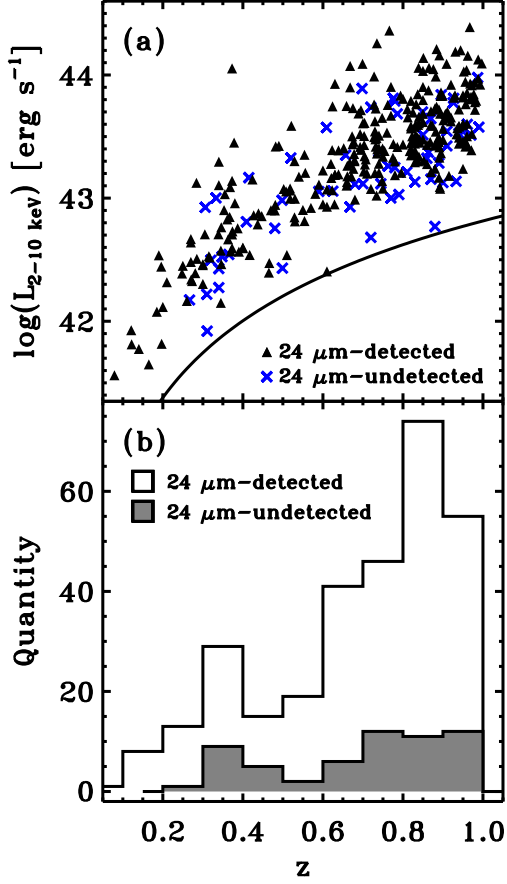 (a)
44
43
42
log(L2−10 keV) [erg s−1]
24 μm−detected
24 μm−undetected
(b)
24 μm−detected
24 μm−undetected
60
40
20
0
Quantity
0.2 0.4 0.6 0.8 1.0
z